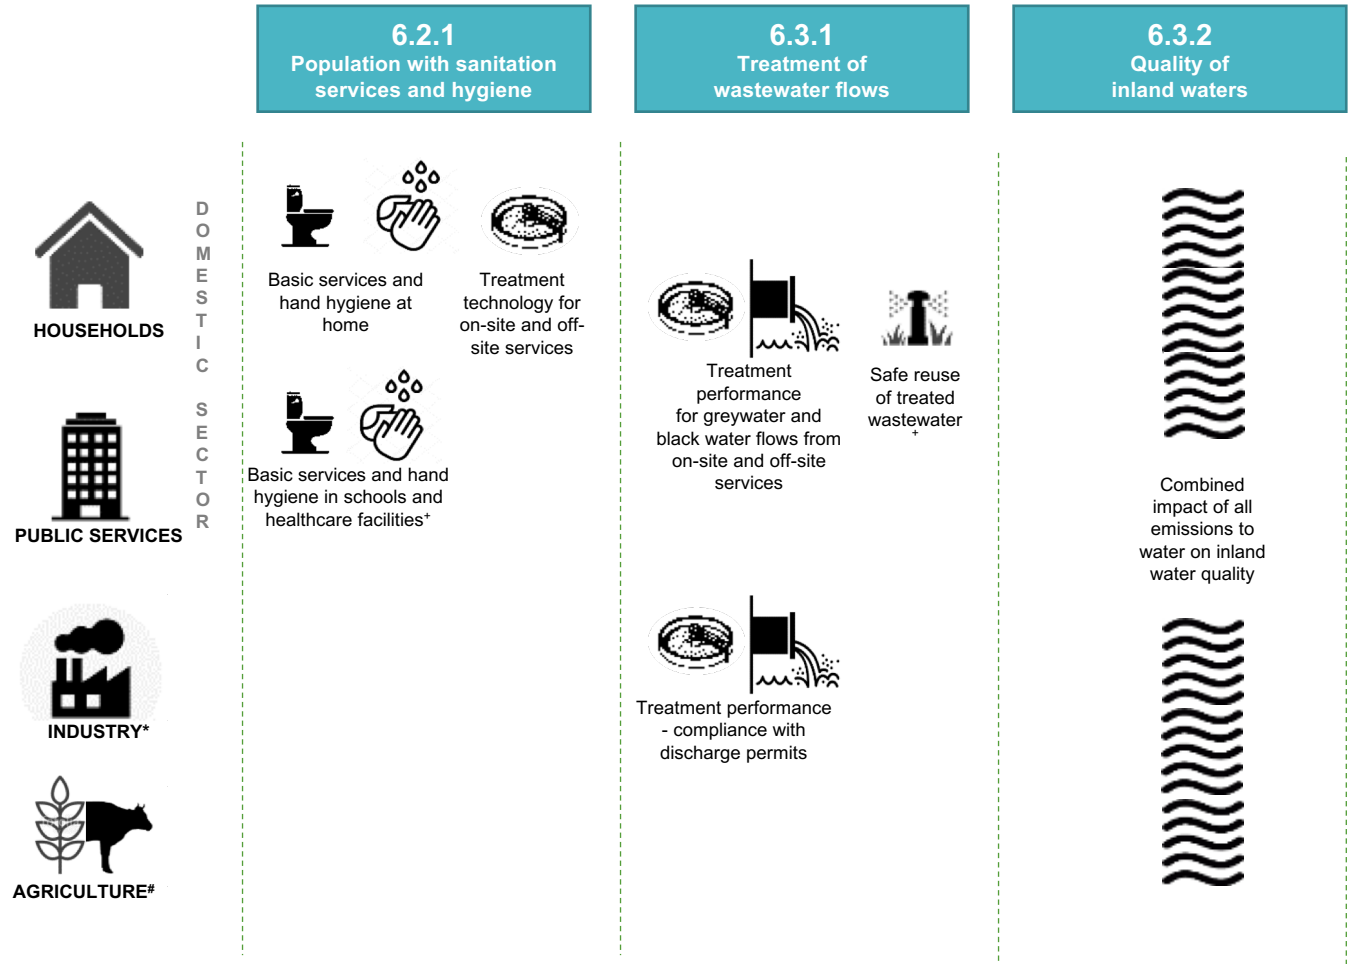 6.2.1
Population with sanitation
services and hygiene
6.3.1
Treatment of
wastewater flows
6.3.2
Quality of
inland waters
HOUSEHOLDS
DOMESTIC SECTOR
Basic services and
hand hygiene at
home
Treatment
technology for
on-site and off-
site services
Treatment
performance
for greywater and
black water flows from
on-site and off-site
services
Safe reuse
of treated
wastewater
+
PUBLIC SERVICES
Basic services and hand
hygiene in schools and
healthcare facilities+
Combined
impact of all
emissions to
water on inland
water quality
INDUSTRY*
Treatment performance
- compliance with
discharge permits
AGRICULTURE#